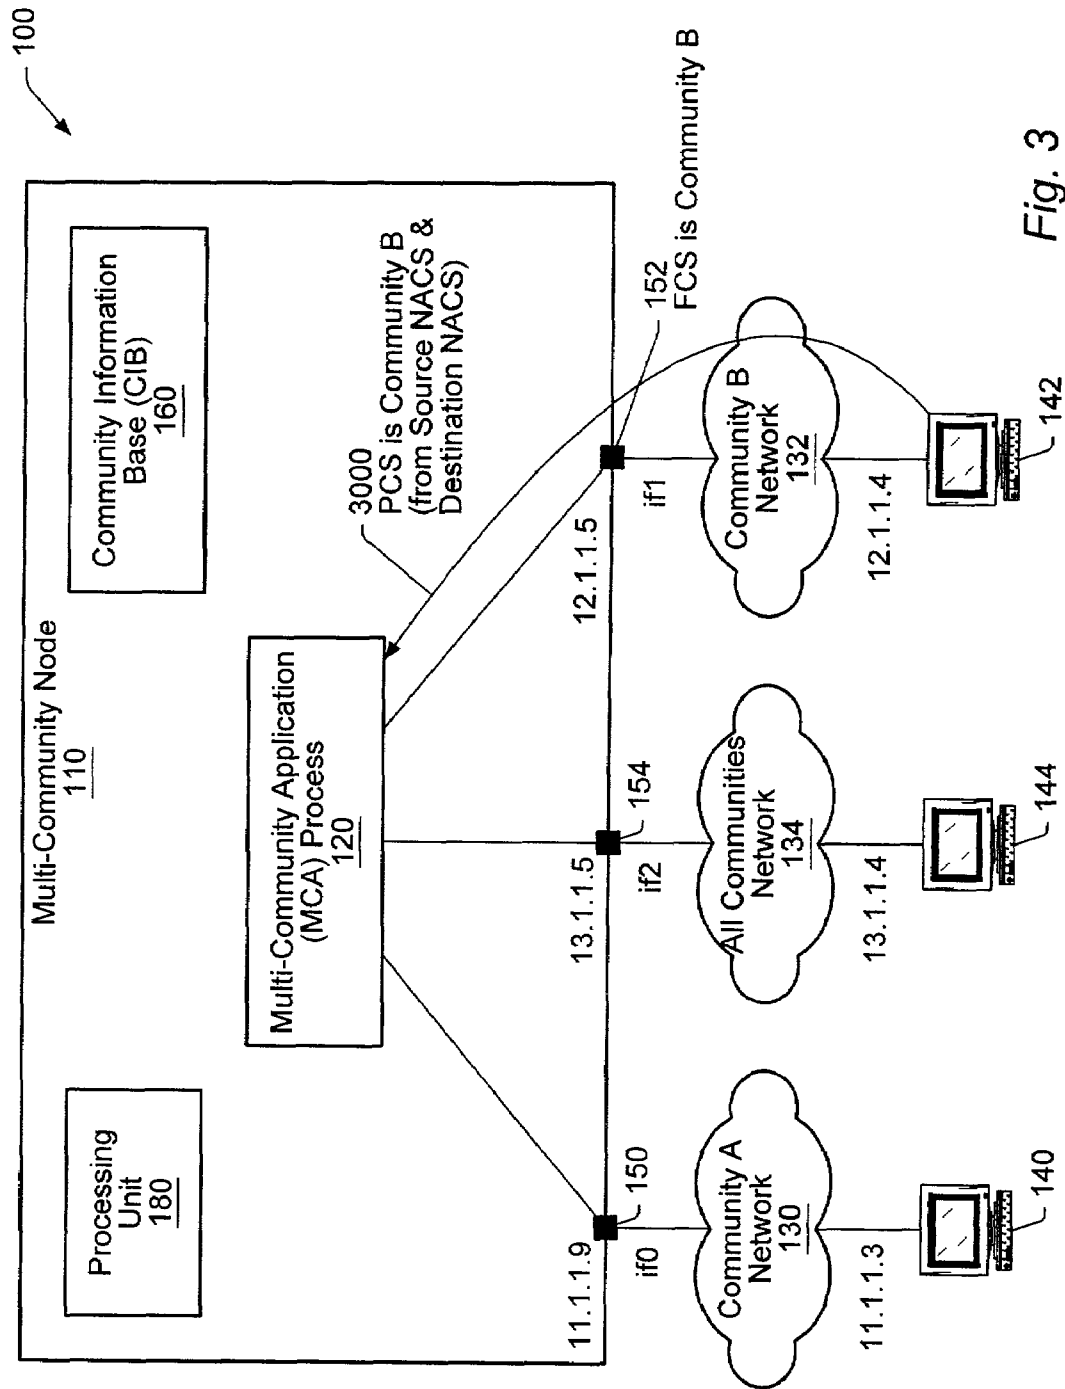 100
Multi-Community Node
110
Processing
Unit
180
Community Information
Base (CIB)
160
Multi-Community Application
(MCA) Process
120
3000
PCS is Community B
(from Source NACS &
Destination NACS)
11.1.1.9
150
if0
13.1.1.5
154
if2
12.1.1.5
152
FCS is Community B
if1
Community A
Network
130
All Communities
Network
134
Community B
Network
132
11.1.1.3
140
13.1.1.4
144
12.1.1.4
142
Fig. 3